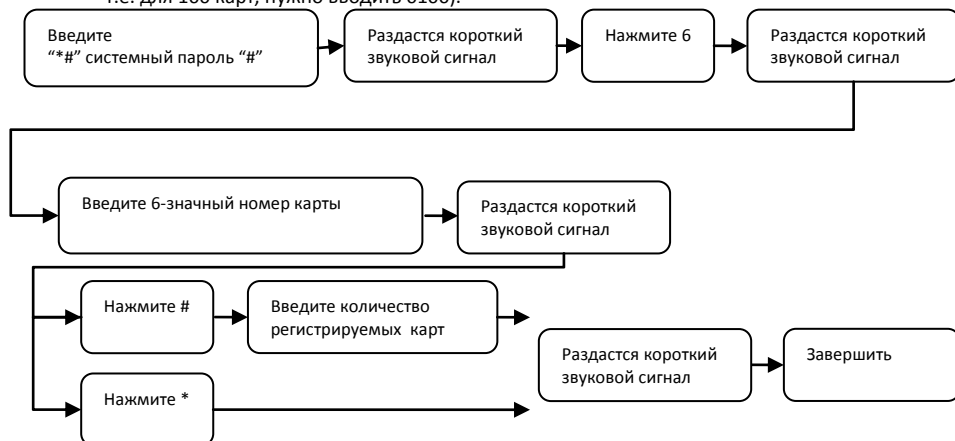 т.е. для 100 карт, нужно вводить 0100).
Введите
“*#” системный пароль “#”
Раздастся короткий
звуковой сигнал
Нажмите 6
Раздастся короткий
звуковой сигнал
Введите 6-значный номер карты
Раздастся короткий
звуковой сигнал
Нажмите #
Введите количество
регистрируемых карт
Нажмите *
Раздастся короткий
звуковой сигнал
Завершить